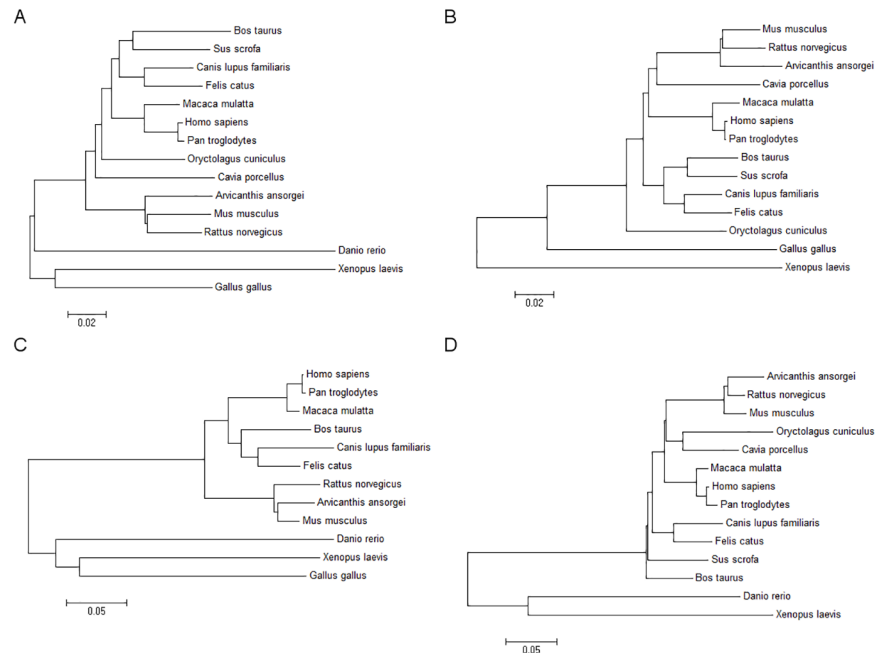 A
Bos taurus
Sus scrofa
Canis lupus familiaris
Felis catus
Macaca mulatta
Homo sapiens
Pan troglodytes
Oryctolagus cuniculus
Cavia porcellus
Arvicanthis ansorgei
Mus musculus
Rattus norvegicus
Danio rerio
Xenopus laevis
Gallus gallus
0.02
B
Mus musculus
Rattus norvegicus
Arvicanthis ansorgei
Cavia porcellus
Macaca mulatta
Homo sapiens
Pan troglodytes
Bos taurus
Sus scrofa
Canis lupus familiaris
Felis catus
Oryctolagus cuniculus
Gallus gallus
Xenopus laevis
0.02
C
Homo sapiens
Pan troglodytes
Macaca mulatta
Bos taurus
Canis lupus familiaris
Felis catus
Rattus norvegicus
Arvicanthis ansorgei
Mus musculus
Danio rerio
Xenopus laevis
Gallus gallus
0.05
D
Arvicanthis ansorgei
Rattus norvegicus
Mus musculus
Oryctolagus cuniculus
Cavia porcellus
Macaca mulatta
Homo sapiens
Pan troglodytes
Canis lupus familiaris
Felis catus
Sus scrofa
Bos taurus
Danio rerio
Xenopus laevis
0.05